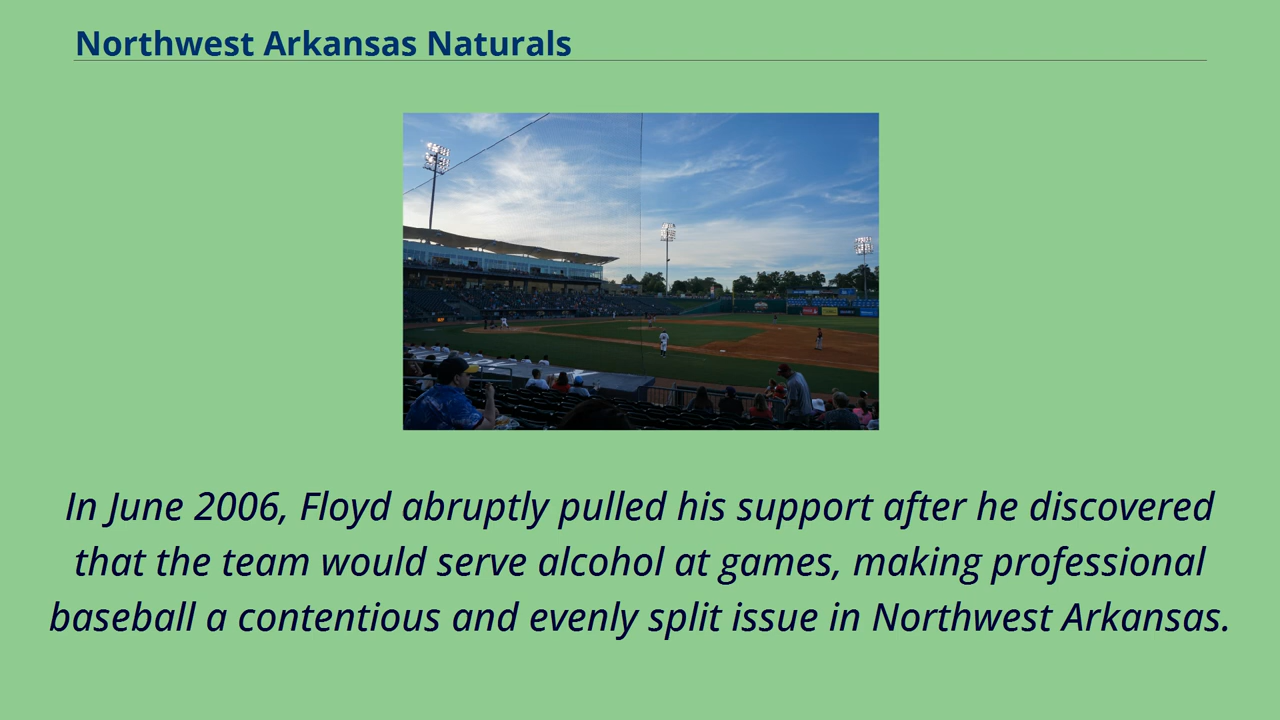 Northwest Arkansas Naturals
In June 2006, Floyd abruptly pulled his support after he discovered
that the team would serve alcohol at games, making professional
baseball a contentious and evenly split issue in Northwest Arkansas.